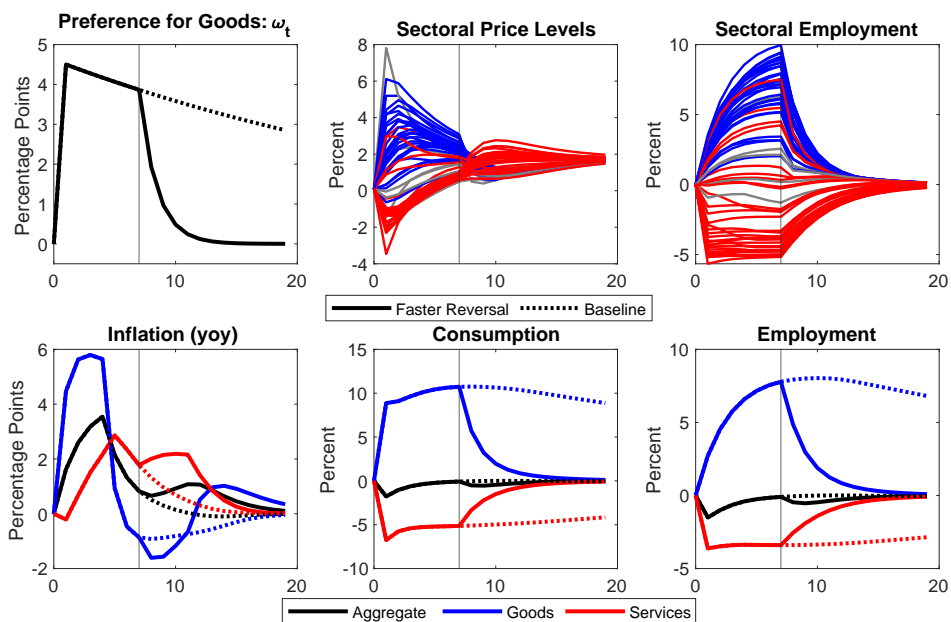 Preference for Goods: ω_t
Sectoral Price Levels
Sectoral Employment
Percentage Points
5
4
3
2
1
0
0 10 20
Percent
8
6
4
2
0
-2
-4
0 10 20
Percent
10
5
0
-5
0 10 20
Faster Reversal Baseline
Inflation (yoy)
Consumption
Employment
Percentage Points
6
4
2
0
-2
0 10 20
Percent
15
10
5
0
-5
-10
0 10 20
Percent
10
5
0
-5
0 10 20
Aggregate Goods Services